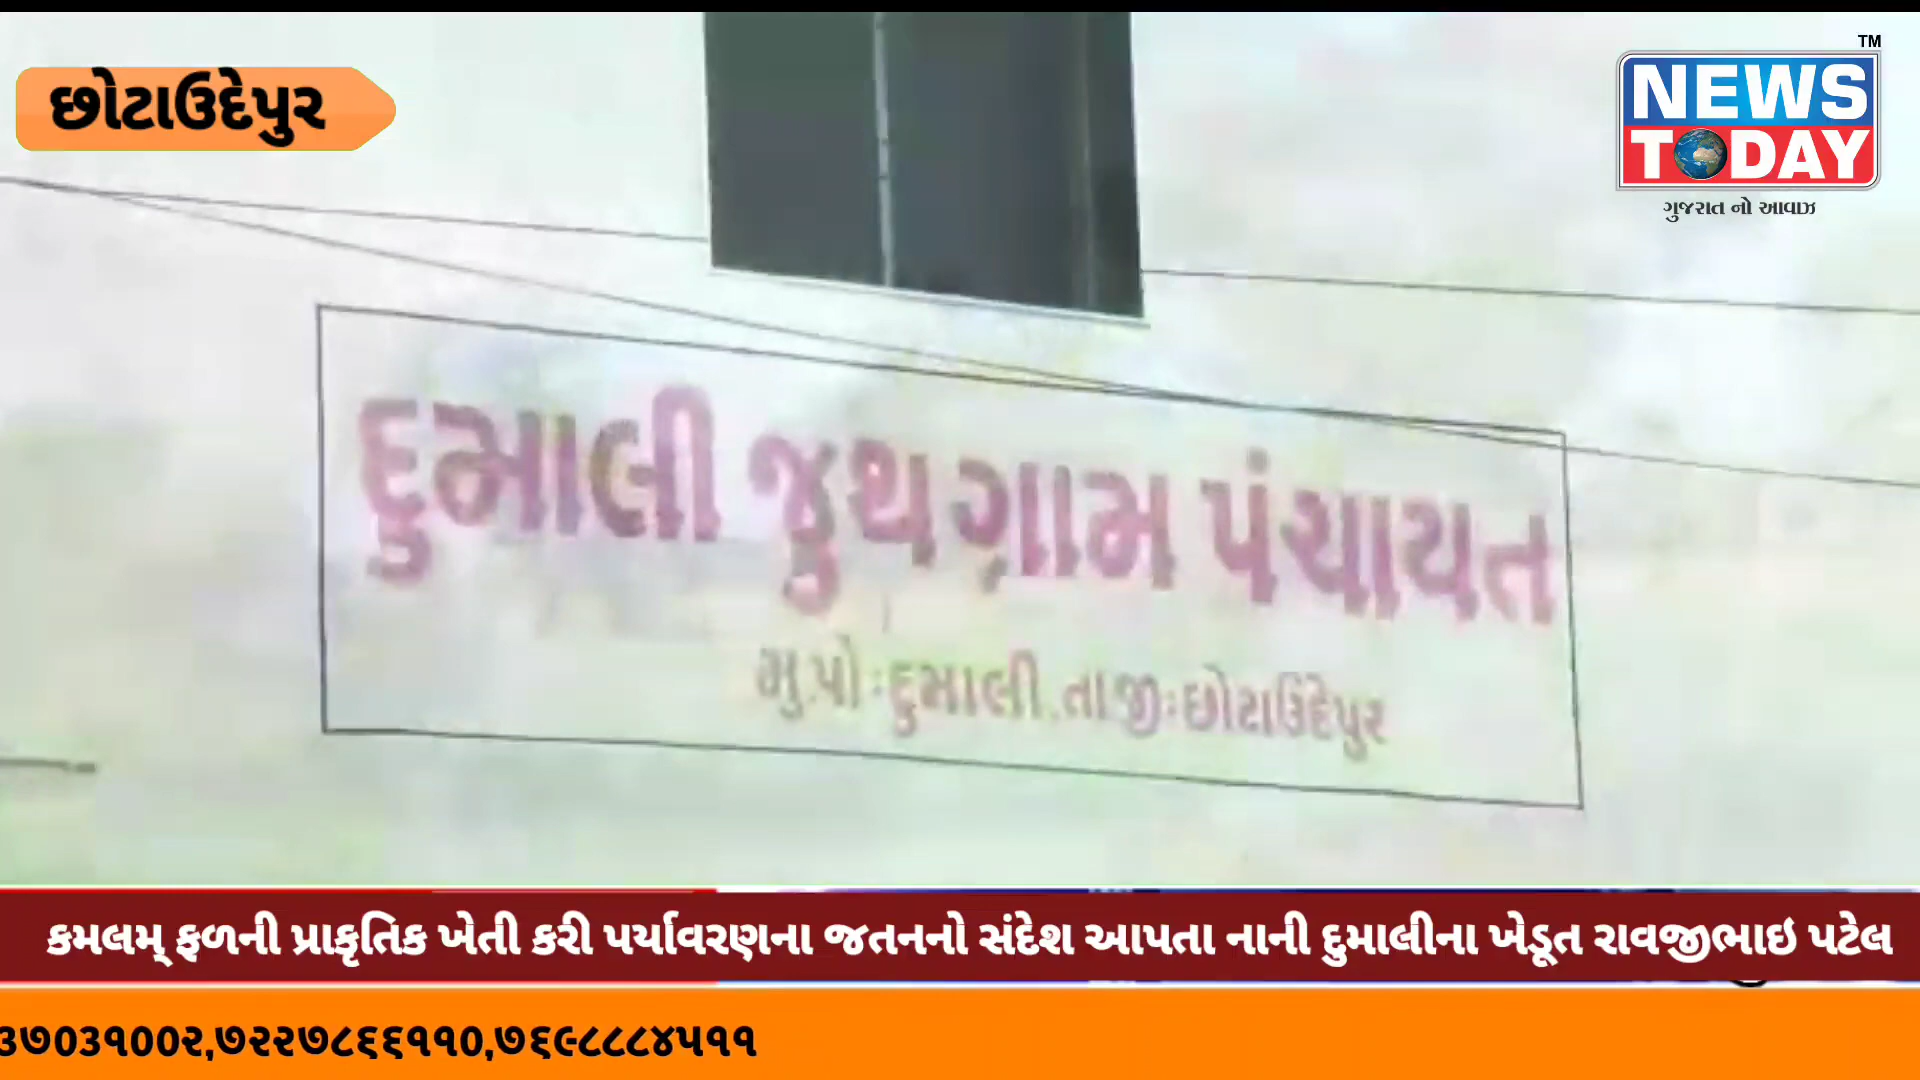 TM
છોટાઉદેપુર
NEWS
TODAY
ગુજરાત નો આવાઝ
દુમાલી જુથ ગ્રામ પંચાયત
મુ.પો:દુમાલી.તા જી:છોટાઉદેપુર
કમલમ્ ફળની પ્રાકૃતિક ખેતી કરી પર્યાવરણના જતનનો સંદેશ આપતા નાની દુમાલીના ખેડૂત રાવજીભાઇ પટેલ
૩૭૦૩૧૦૦૨,૭૨૨૭૮૬૬૧૧૦,૭૬૯૮૮૮૪૫૧૧